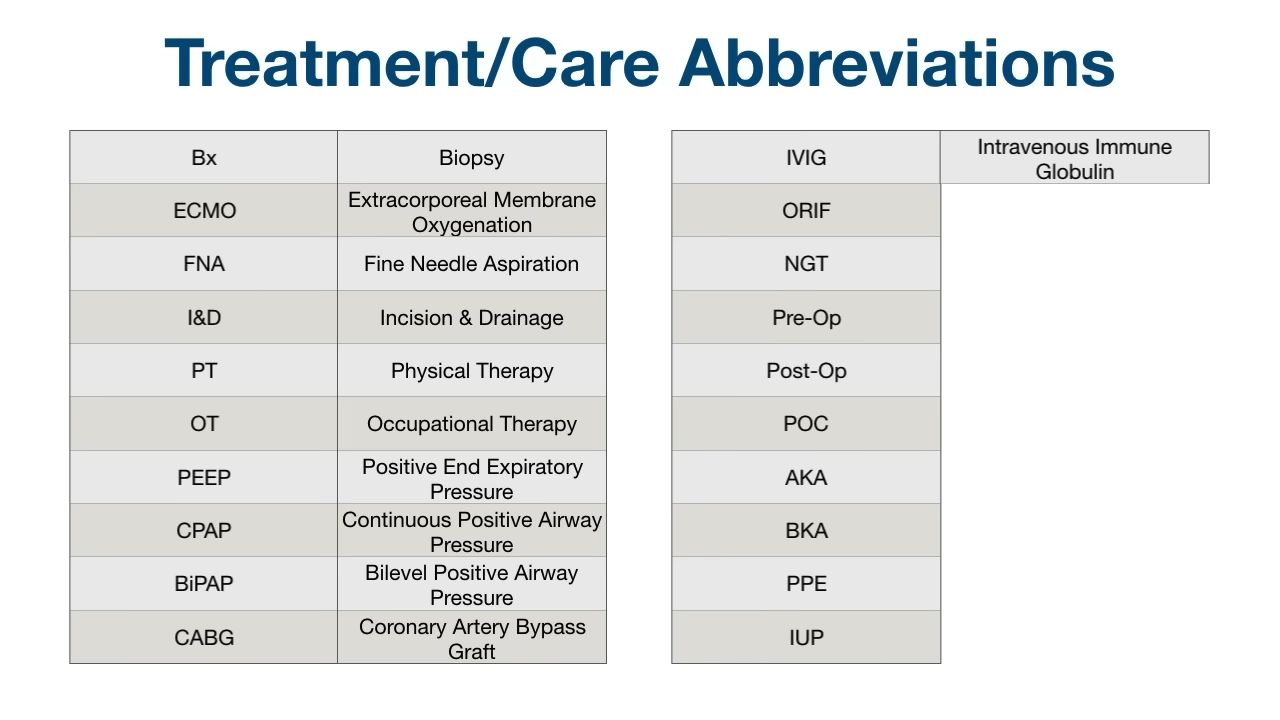 Treatment/Care Abbreviations
Bx
Biopsy
ECMO
Extracorporeal Membrane
Oxygenation
FNA
Fine Needle Aspiration
I&D
Incision & Drainage
PT
Physical Therapy
OT
Occupational Therapy
PEEP
Positive End Expiratory
Pressure
CPAP
Continuous Positive Airway
Pressure
BiPAP
Bilevel Positive Airway
Pressure
CABG
Coronary Artery Bypass
Graft
IVIG
Intravenous Immune
Globulin
ORIF
NGT
Pre-Op
Post-Op
POC
AKA
BKA
PPE
IUP